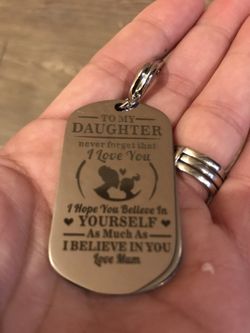 TO MY
DAUGHTER
never forget that
I Love You
I Hope You Believe In
YOURSELF
As Much As
I BELIEVE IN YOU
Love Mum